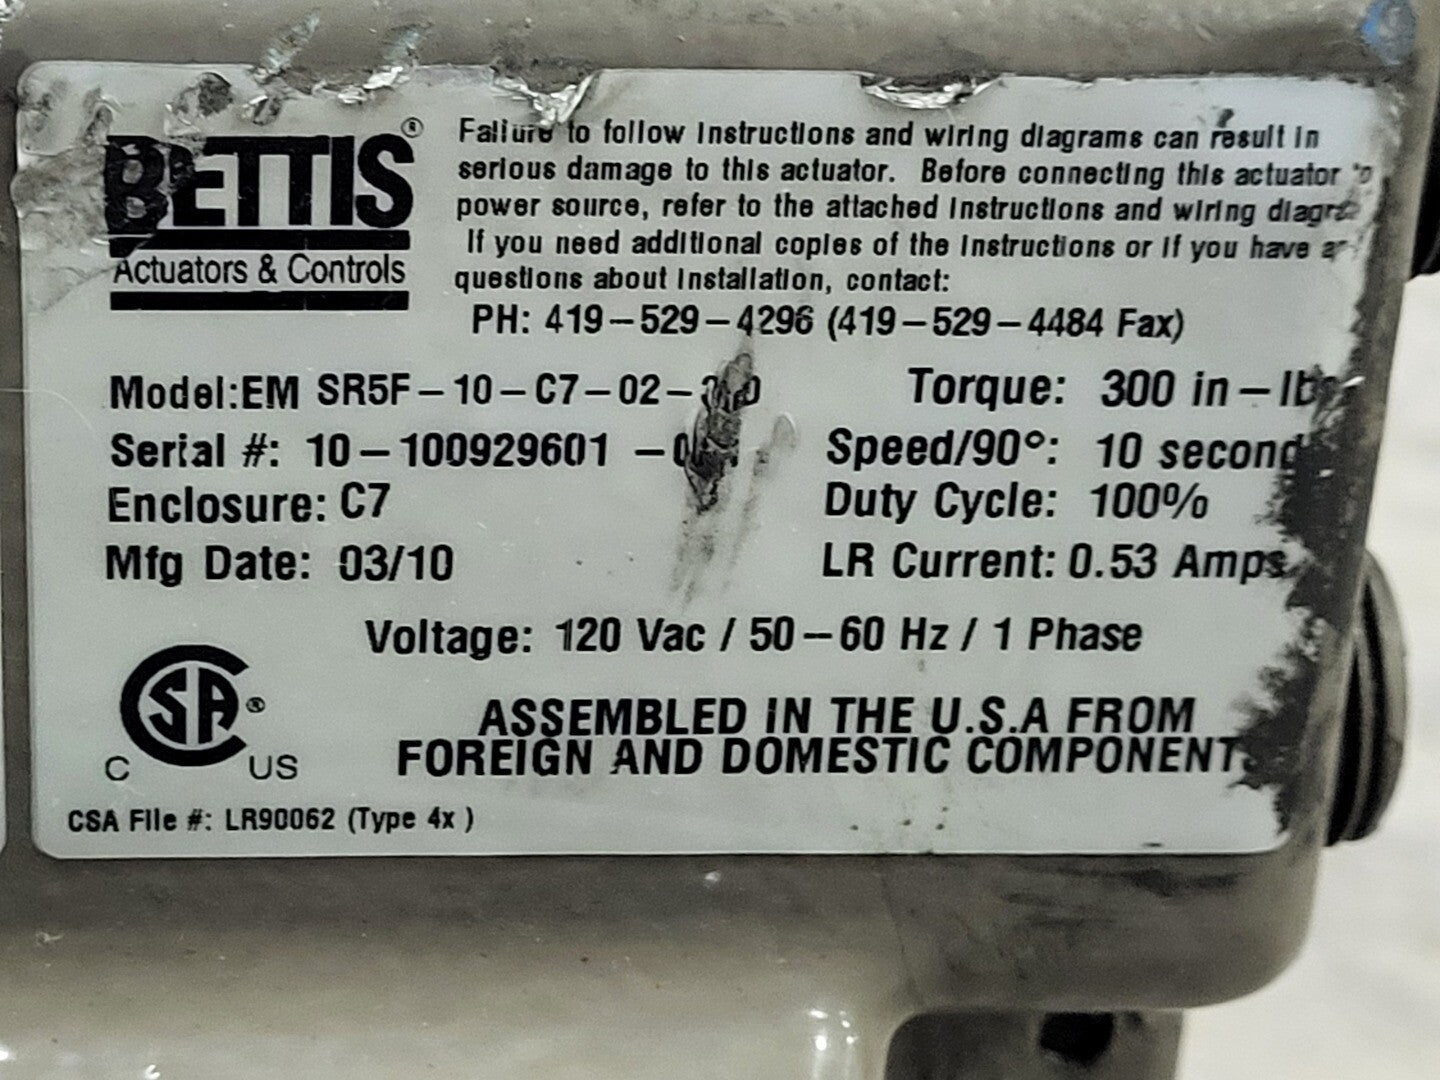 BETTIS®
Actuators & Controls
Failure to follow instructions and wiring diagrams can result in
serious damage to this actuator. Before connecting this actuator
power source, refer to the attached instructions and wiring
If you need additional copies of the instructions or if you have
questions about installation, contact:
PH: 419-529-4296 (419-529-4484 Fax)
Model:EM SR5F-10-C7-02-
Serial #: 10-100929601
Enclosure: C7
Mfg Date: 03/10
Torque: 300 in-lbs
Speed/90°: 10 second
Duty Cycle: 100%
LR Current: 0.53 Amps
Voltage: 120 Vac / 50-60 Hz / 1 Phase
CSA®
C US
ASSEMBLED IN THE U.S.A FROM
FOREIGN AND DOMESTIC COMPONENT
CSA File #: LR90062 (Type 4x )